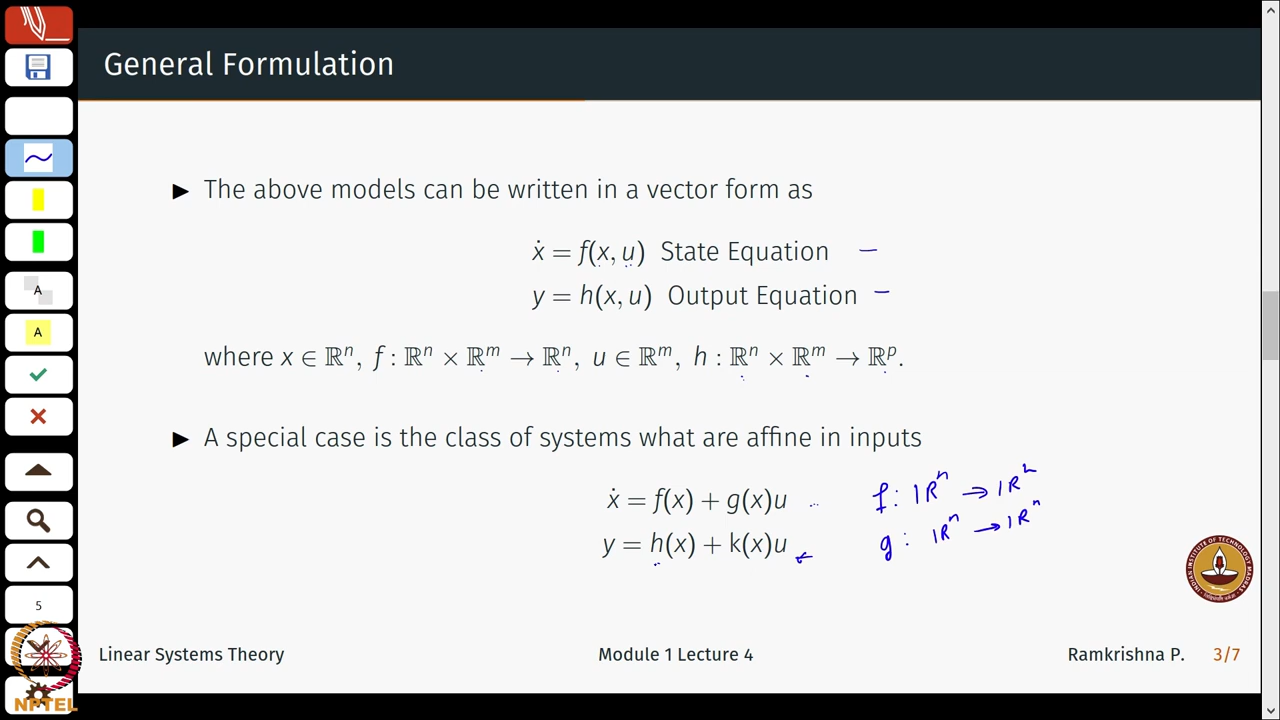 General Formulation
▶ The above models can be written in a vector form as
ẋ = f(x, u) State Equation –
y = h(x, u) Output Equation –
where x ∈ ℝⁿ, f : ℝⁿ × ℝᵐ → ℝⁿ, u ∈ ℝᵐ, h : ℝⁿ × ℝᵐ → ℝᵖ.
▶ A special case is the class of systems what are affine in inputs
ẋ = f(x) + g(x)u f : ℝⁿ → ℝⁿ
y = h(x) + k(x)u g : ℝⁿ → ℝⁿ
A
A
5
NPTEL
Linear Systems Theory Module 1 Lecture 4 Ramkrishna P. 3/7